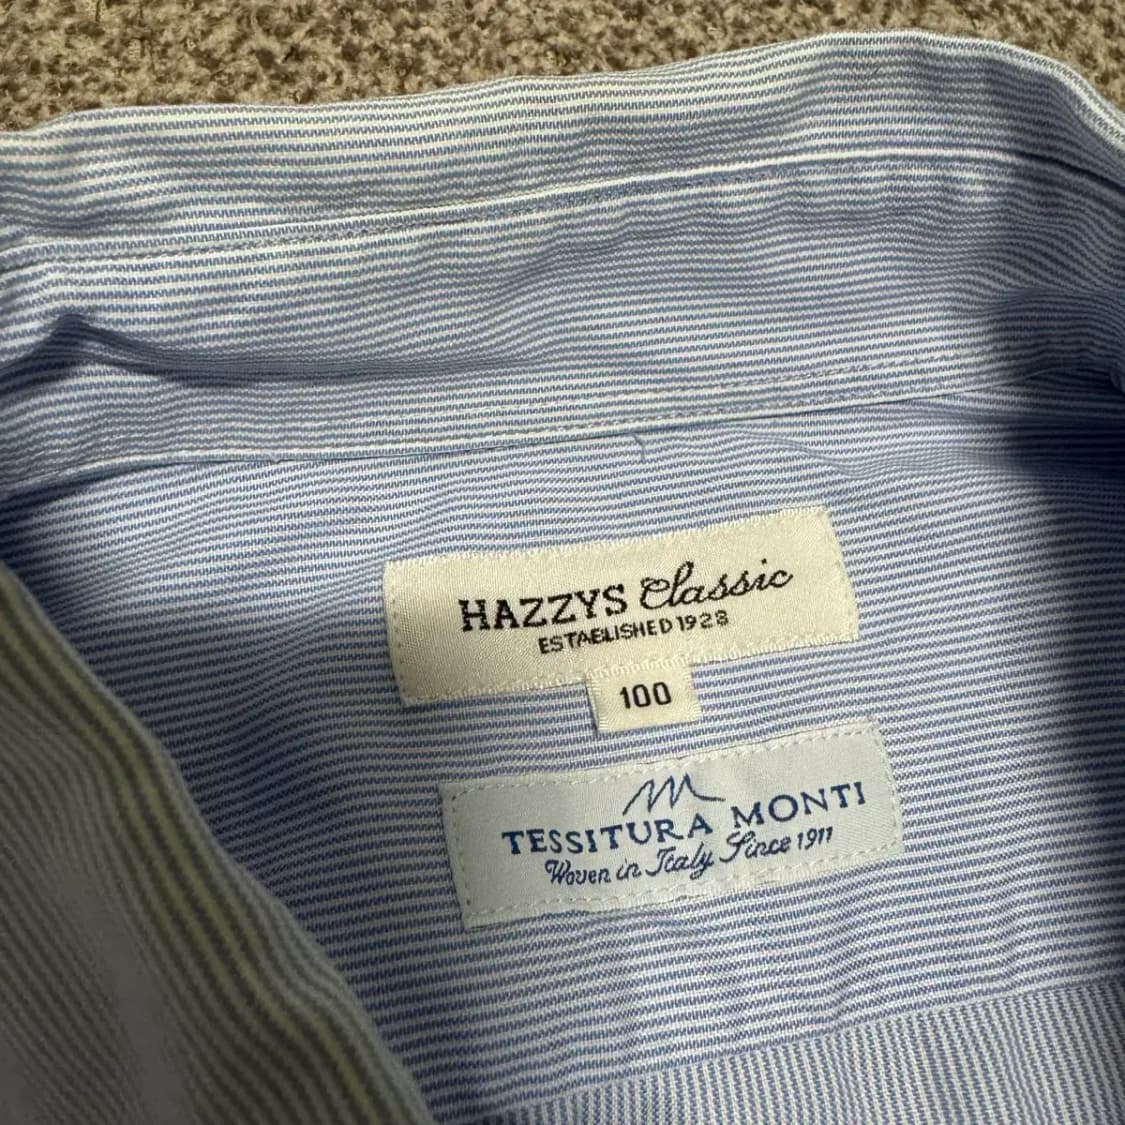 HAZZYS Classic
ESTABLISHED 1928
100
TESSITURA MONTI
Woven in Italy Since 1911